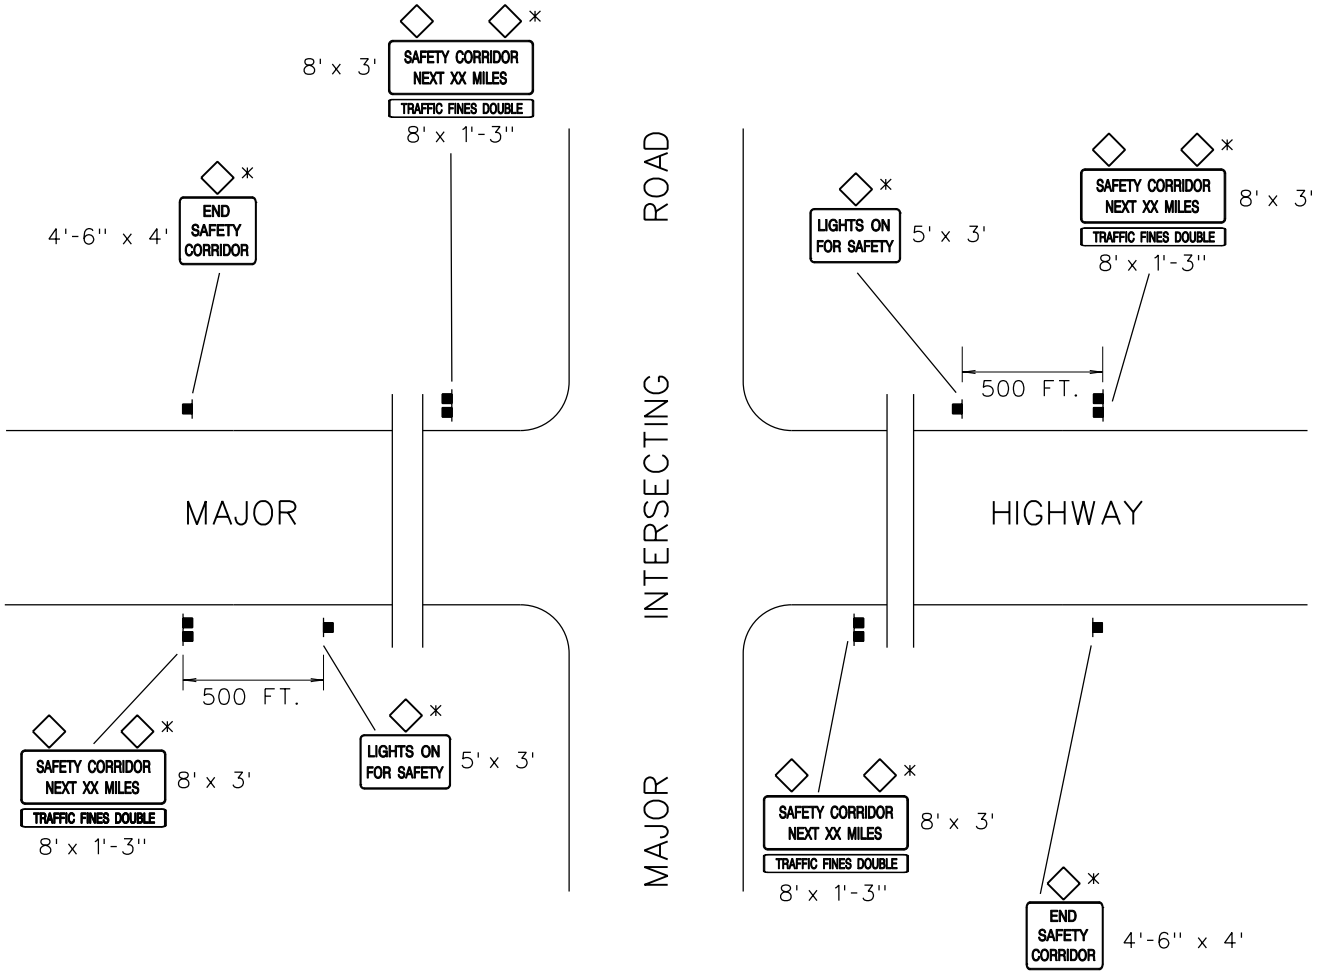 *
SAFETY CORRIDOR
NEXT XX MILES
8' x 3'
TRAFFIC FINES DOUBLE
8' x 1'-3"
*
END
SAFETY
CORRIDOR
4'-6" x 4'
*
LIGHTS ON
FOR SAFETY
5' x 3'
*
SAFETY CORRIDOR
NEXT XX MILES
8' x 3'
TRAFFIC FINES DOUBLE
8' x 1'-3"
500 FT.
MAJOR
HIGHWAY
MAJOR INTERSECTING ROAD
500 FT.
*
SAFETY CORRIDOR
NEXT XX MILES
8' x 3'
TRAFFIC FINES DOUBLE
8' x 1'-3"
*
LIGHTS ON
FOR SAFETY
5' x 3'
*
SAFETY CORRIDOR
NEXT XX MILES
8' x 3'
TRAFFIC FINES DOUBLE
8' x 1'-3"
*
END
SAFETY
CORRIDOR
4'-6" x 4'